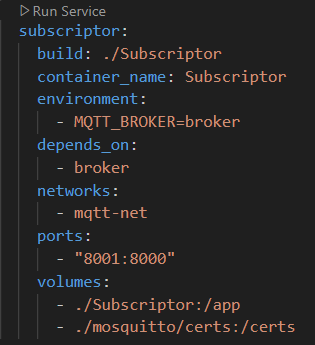 Run Service
subscriptor:
  build: ./Subscriptor
  container_name: Subscriptor
  environment:
    - MQTT_BROKER=broker
  depends_on:
    - broker
  networks:
    - mqtt-net
  ports:
    - "8001:8000"
  volumes:
    - ./Subscriptor:/app
    - ./mosquitto/certs:/certs